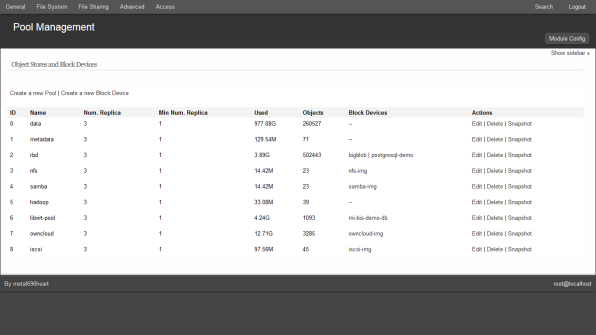 General File System File Sharing Advanced Access Search Logout
Pool Management
Module Config
Show sidebar »
Object Stores and Block Devices
Create a new Pool | Create a new Block Device
ID Name Num. Replica Min Num. Replica Used Objects Block Devices Actions
0 data 3 1 977.08G 260527 -- Edit | Delete | Snapshot
1 metadata 3 1 129.54M 71 -- Edit | Delete | Snapshot
2 rbd 3 1 3.89G 502443 bigblob | postgresql-demo Edit | Delete | Snapshot
3 nfs 3 1 14.42M 23 nfs-img Edit | Delete | Snapshot
4 samba 3 1 14.42M 23 samba-img Edit | Delete | Snapshot
5 hadoop 3 1 33.08M 39 -- Edit | Delete | Snapshot
6 libvirt-pool 3 1 4.24G 1093 mi-bis-demo-db Edit | Delete | Snapshot
7 owncloud 3 1 12.71G 3285 owncloud-img Edit | Delete | Snapshot
8 iscsi 3 1 97.56M 45 iscsi-img Edit | Delete | Snapshot
By metal696heart root@localhost